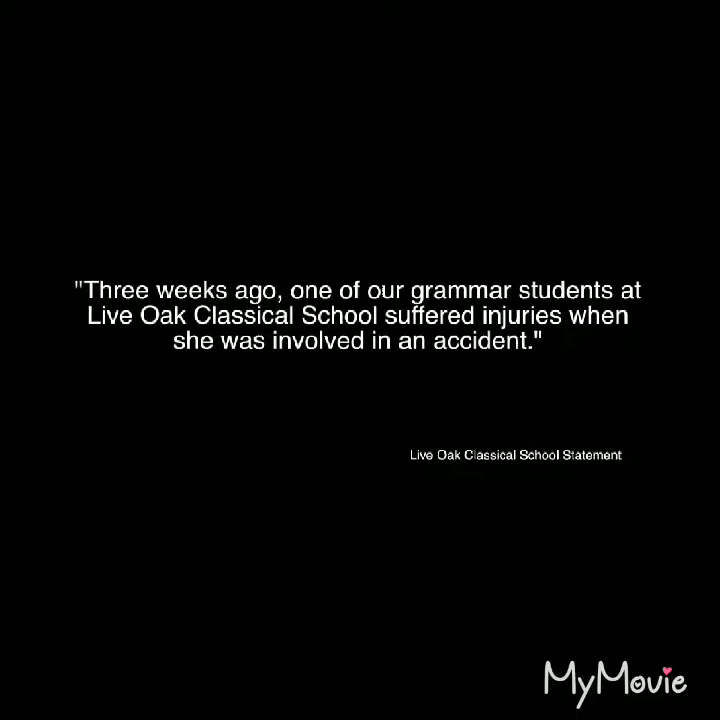 "Three weeks ago, one of our grammar students at
Live Oak Classical School suffered injuries when
she was involved in an accident."
Live Oak Classical School Statement
MyMovie